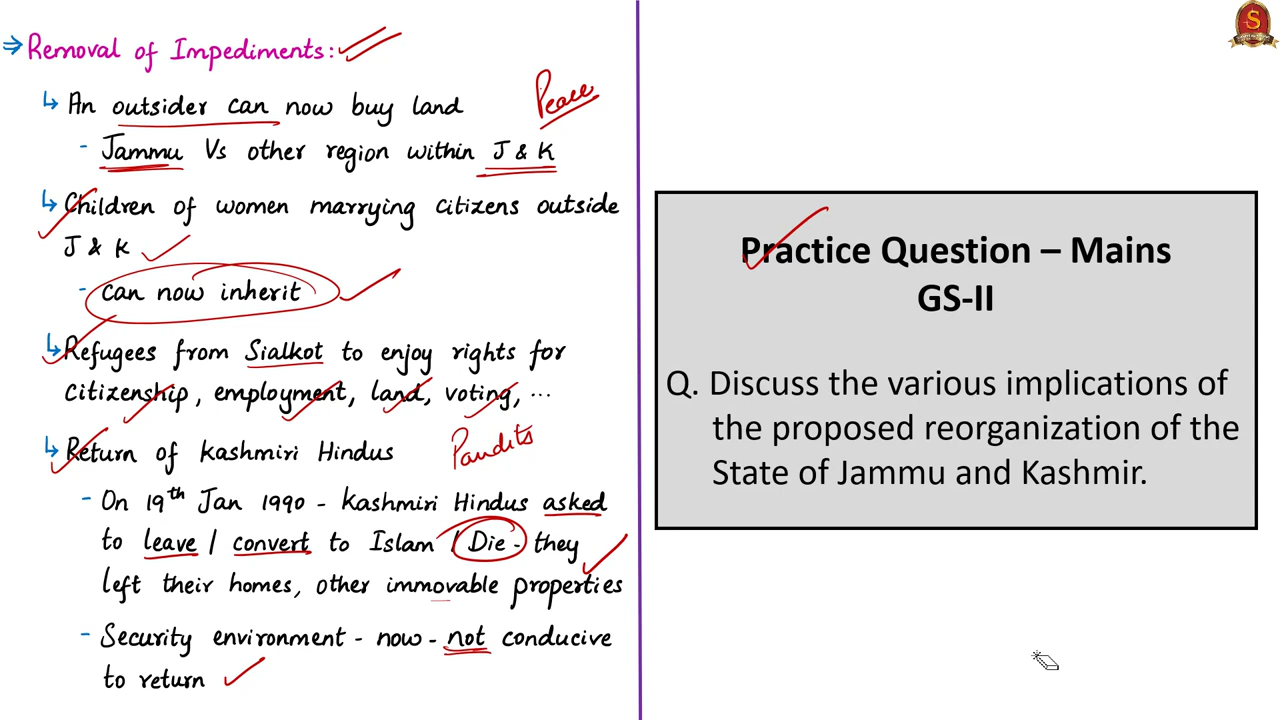 ⇒ Removal of Impediments:
↳ An outsider can now buy land
Peace
- Jammu Vs other region within J & K
↳ Children of women marrying citizens outside
J & K
- can now inherit
↳ Refugees from Sialkot to enjoy rights for
citizenship, employment, land, voting, ...
↳ Return of kashmiri Hindus
Pandits
- On 19th Jan 1990 - kashmiri Hindus asked
to leave / convert to Islam / Die - they
left their homes, other immovable properties
- Security environment - now - not conducive
to return
Practice Question – Mains
GS-II
Q. Discuss the various implications of
the proposed reorganization of the
State of Jammu and Kashmir.
S